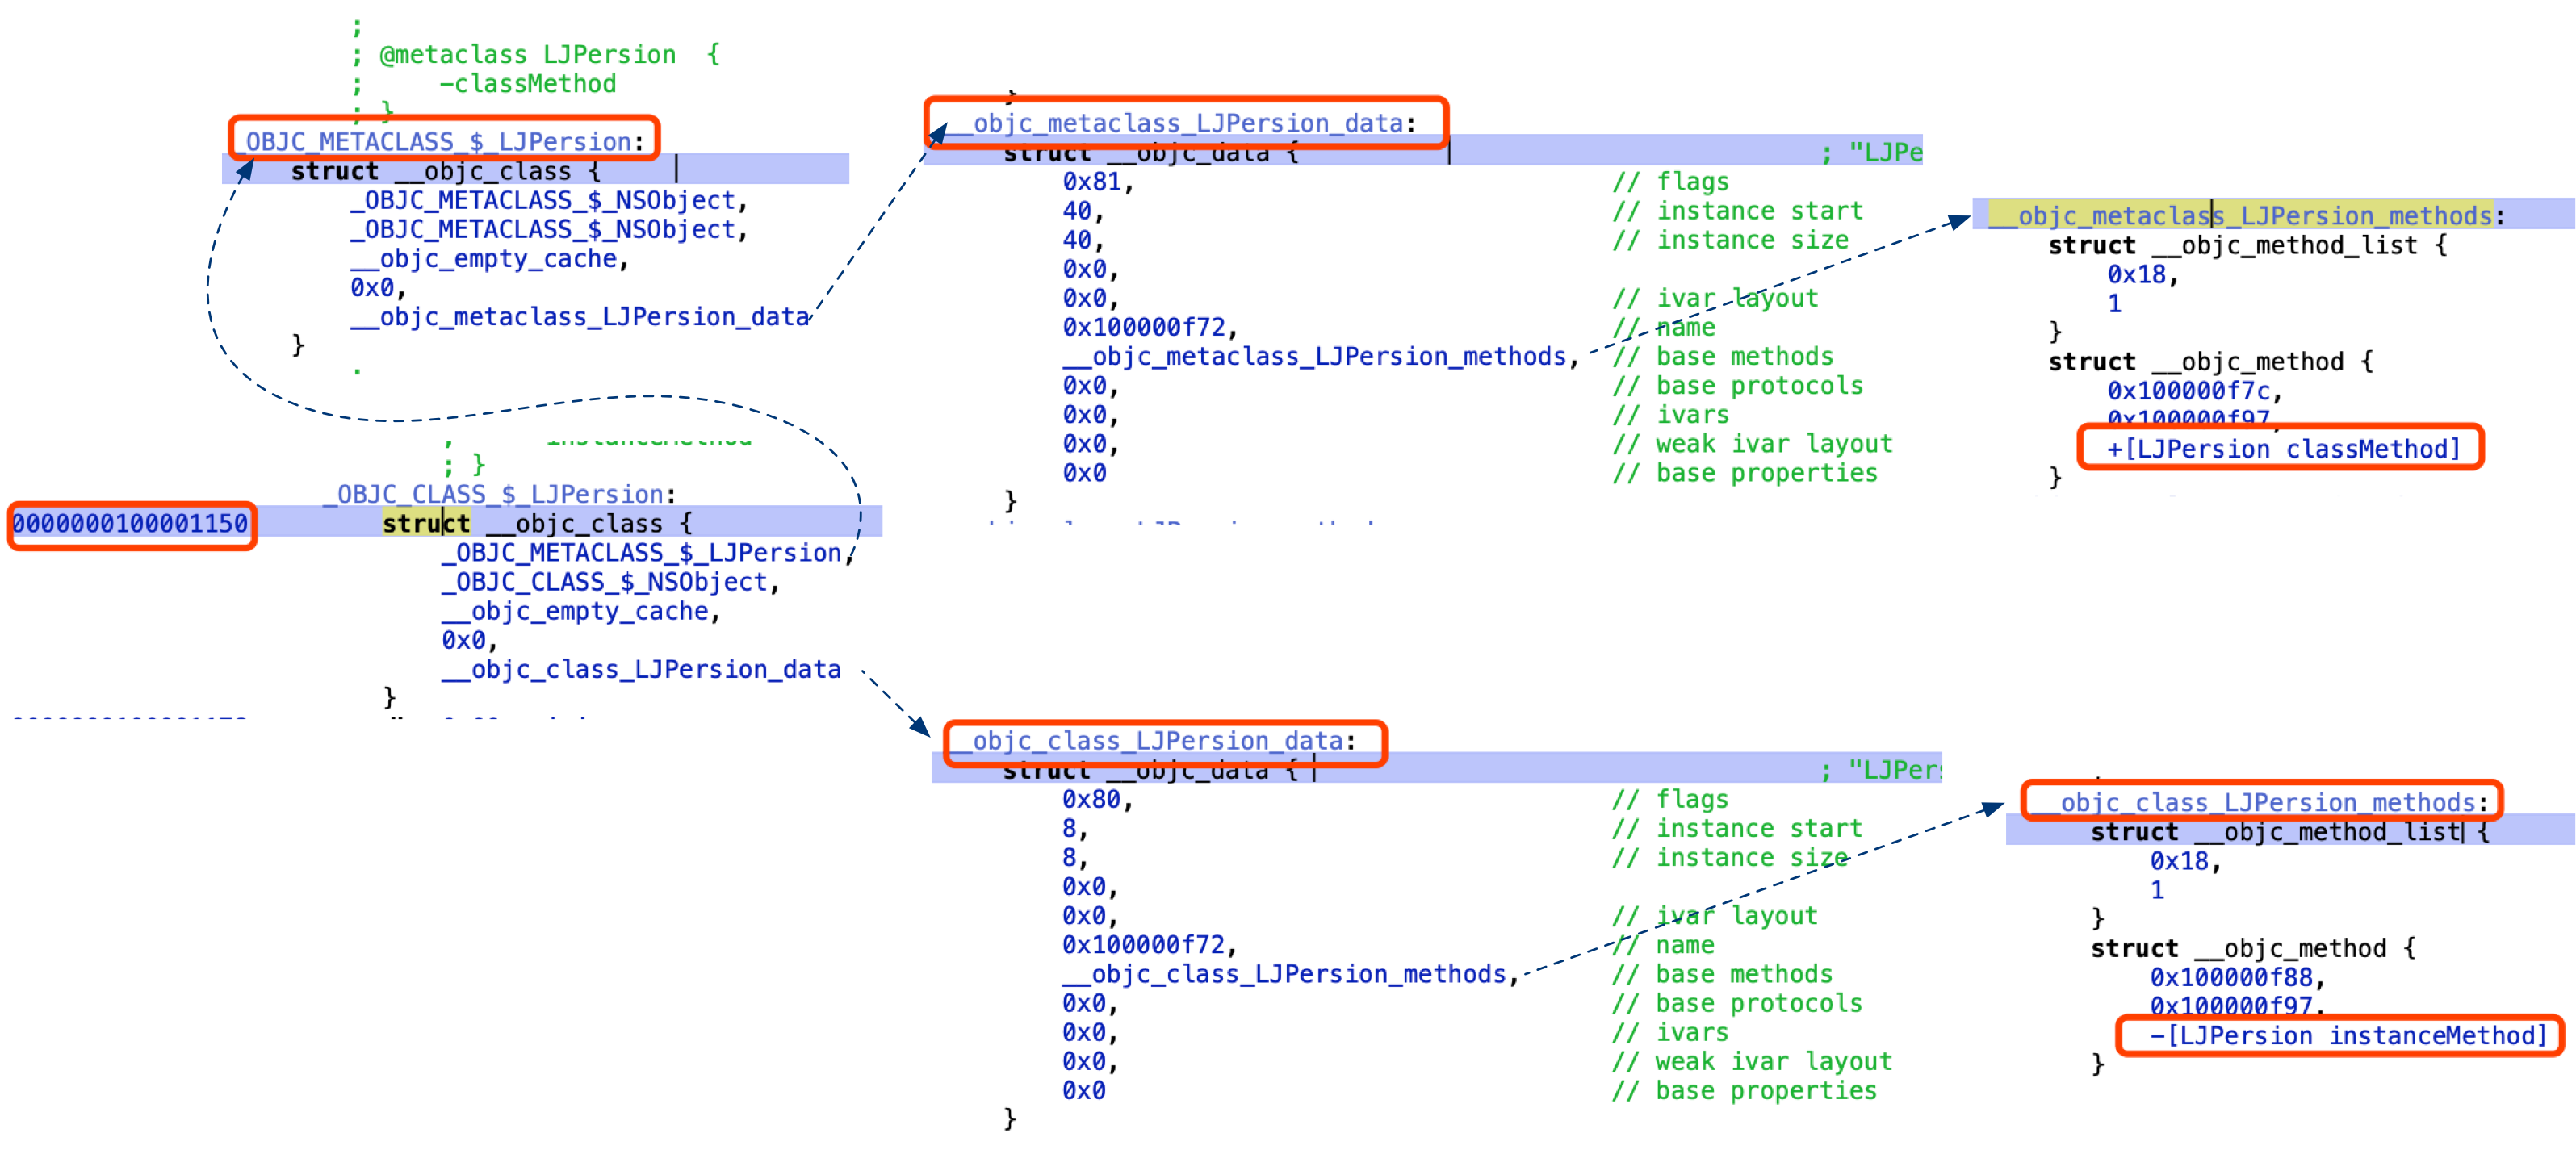 ;
; @metaclass LJPersion  {
;     -classMethod
; }
_OBJC_METACLASS_$_LJPersion:
struct __objc_class {
_OBJC_METACLASS_$_NSObject,
_OBJC_METACLASS_$_NSObject,
__objc_empty_cache,
0x0,
__objc_metaclass_LJPersion_data
}
; instanceMethod
; }
_OBJC_CLASS_$_LJPersion:
0000000100001150 struct __objc_class {
_OBJC_METACLASS_$_LJPersion,
_OBJC_CLASS_$_NSObject,
__objc_empty_cache,
0x0,
__objc_class_LJPersion_data
}
}
__objc_metaclass_LJPersion_data:
struct __objc_data { ; "LJPe
0x81, // flags
40, // instance start
40, // instance size
0x0,
0x0, // ivar layout
0x100000f72, // name
__objc_metaclass_LJPersion_methods, // base methods
0x0, // base protocols
0x0, // ivars
0x0, // weak ivar layout
0x0 // base properties
}
__objc_metaclass_LJPersion_methods:
struct __objc_method_list {
0x18,
1
}
struct __objc_method {
0x100000f7c,
0x100000f97,
+[LJPersion classMethod]
}
__objc_class_LJPersion_data:
struct __objc_data { ; "LJPers
0x80, // flags
8, // instance start
8, // instance size
0x0,
0x0, // ivar layout
0x100000f72, // name
__objc_class_LJPersion_methods, // base methods
0x0, // base protocols
0x0, // ivars
0x0, // weak ivar layout
0x0 // base properties
}
__objc_class_LJPersion_methods:
struct __objc_method_list {
0x18,
1
}
struct __objc_method {
0x100000f88,
0x100000f97,
-[LJPersion instanceMethod]
}